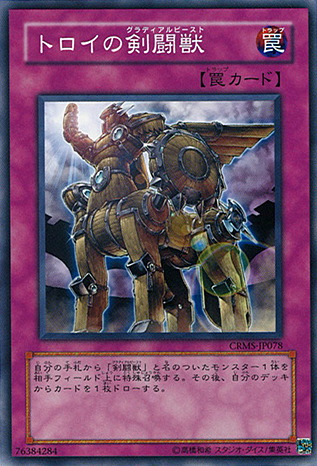 グラディアルビースト
トロイの剣闘獣
トラップ
罠
トラップ
【罠カード】
CRMS-JP078
自分の手札から「剣闘獣」と名のついたモンスター1体を
相手フィールド上に特殊召喚する。その後、自分のデッキ
からカードを1枚ドローする。
76384284
©高橋和希 スタジオ・ダイス/集英社